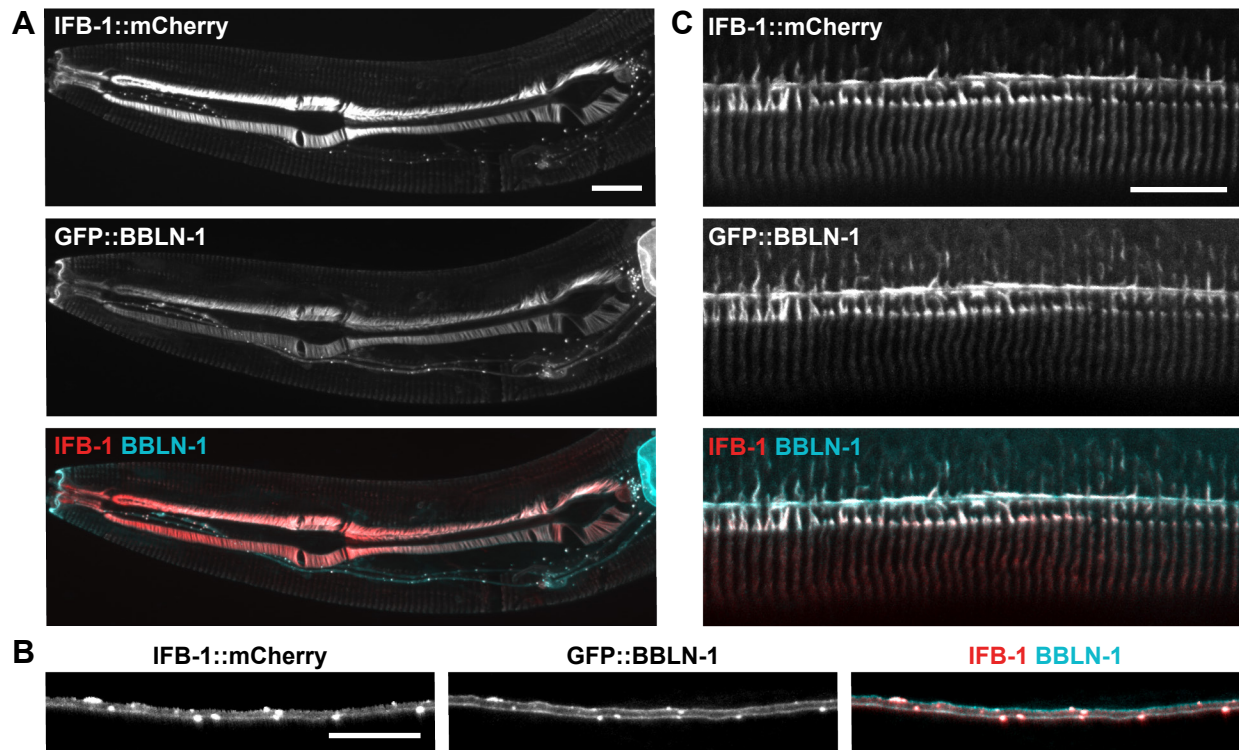 A
IFB-1::mCherry
GFP::BBLN-1
IFB-1 BBLN-1
C
IFB-1::mCherry
GFP::BBLN-1
IFB-1 BBLN-1
B
IFB-1::mCherry
GFP::BBLN-1
IFB-1 BBLN-1